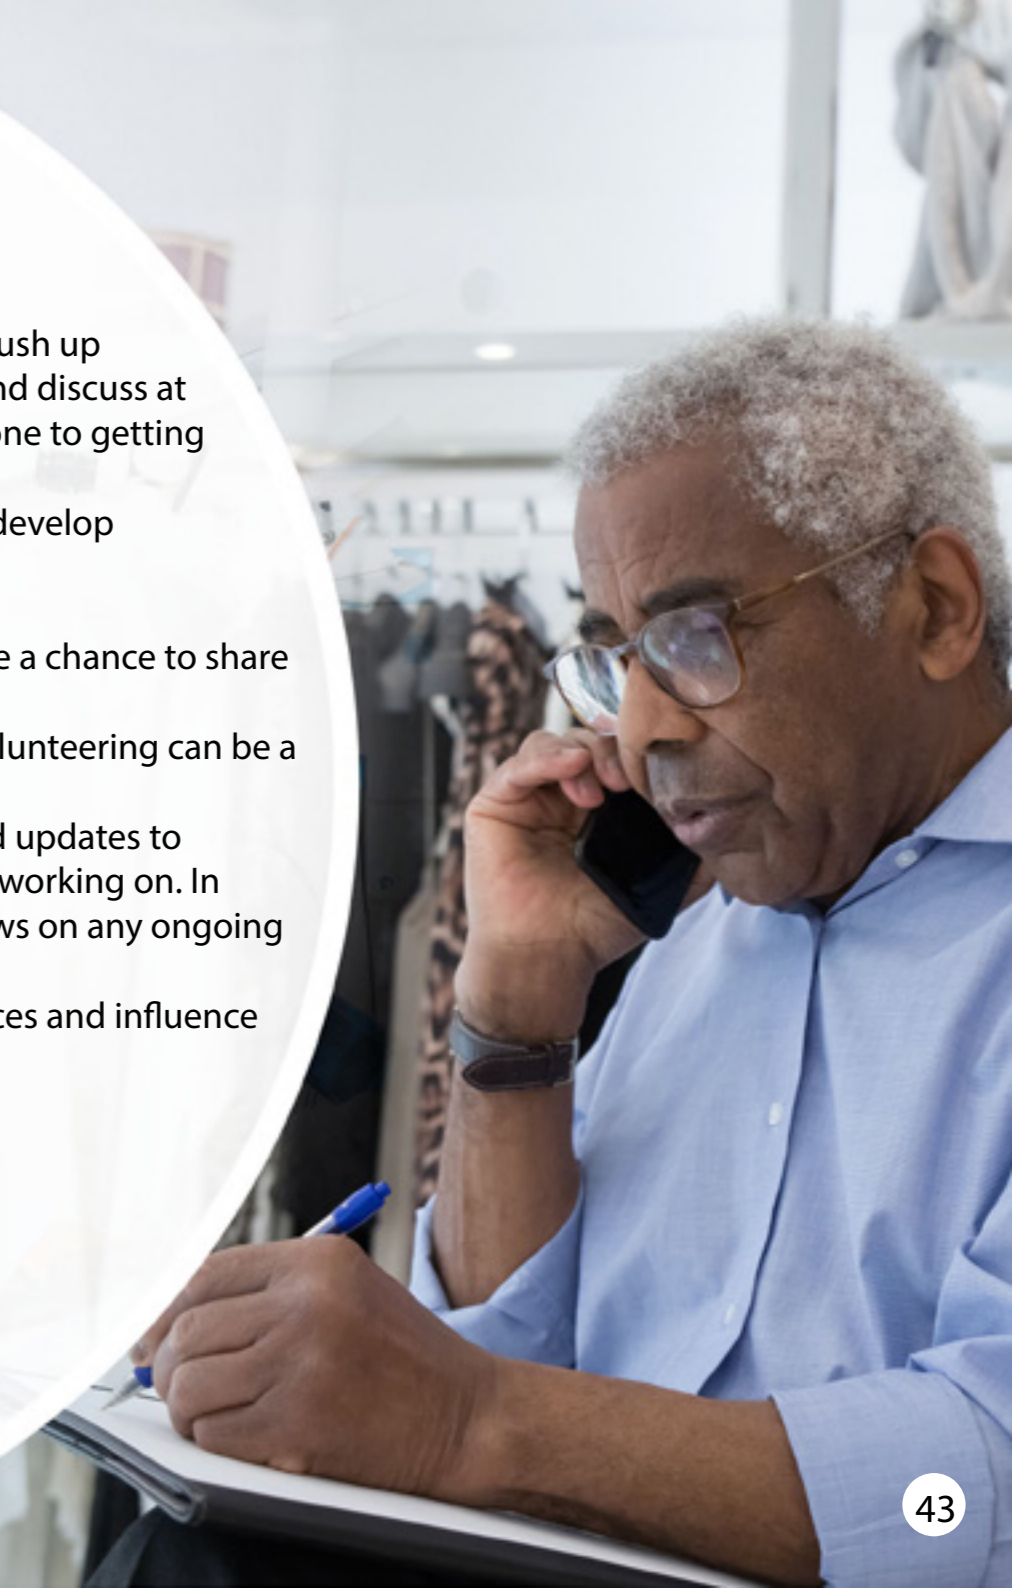 ush up
nd discuss at
one to getting
develop
e a chance to share
lunteering can be a
d updates to
working on. In
ws on any ongoing
ces and influence
43